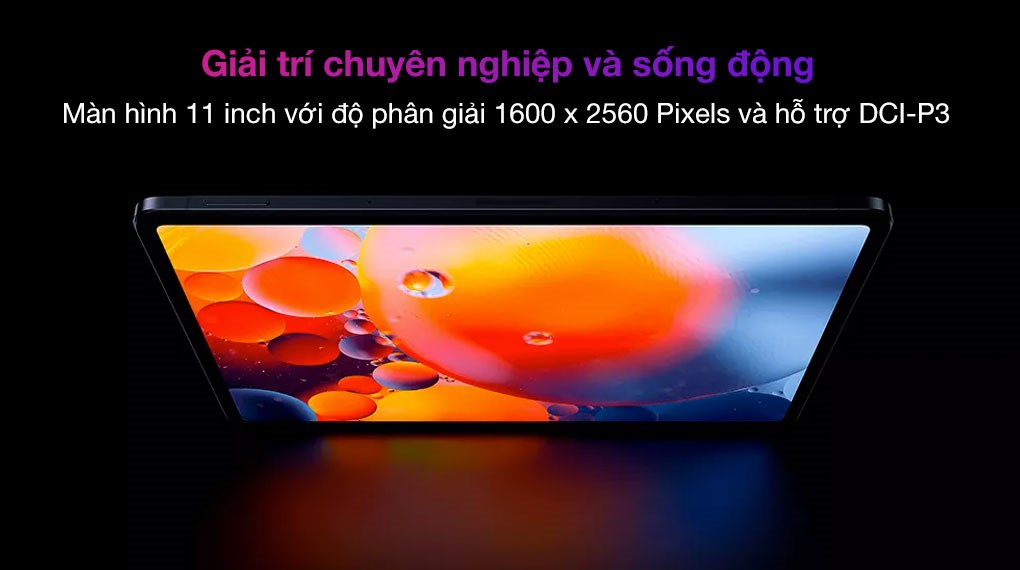 Giải trí chuyên nghiệp và sống động
Màn hình 11 inch với độ phân giải 1600 x 2560 Pixels và hỗ trợ DCI-P3